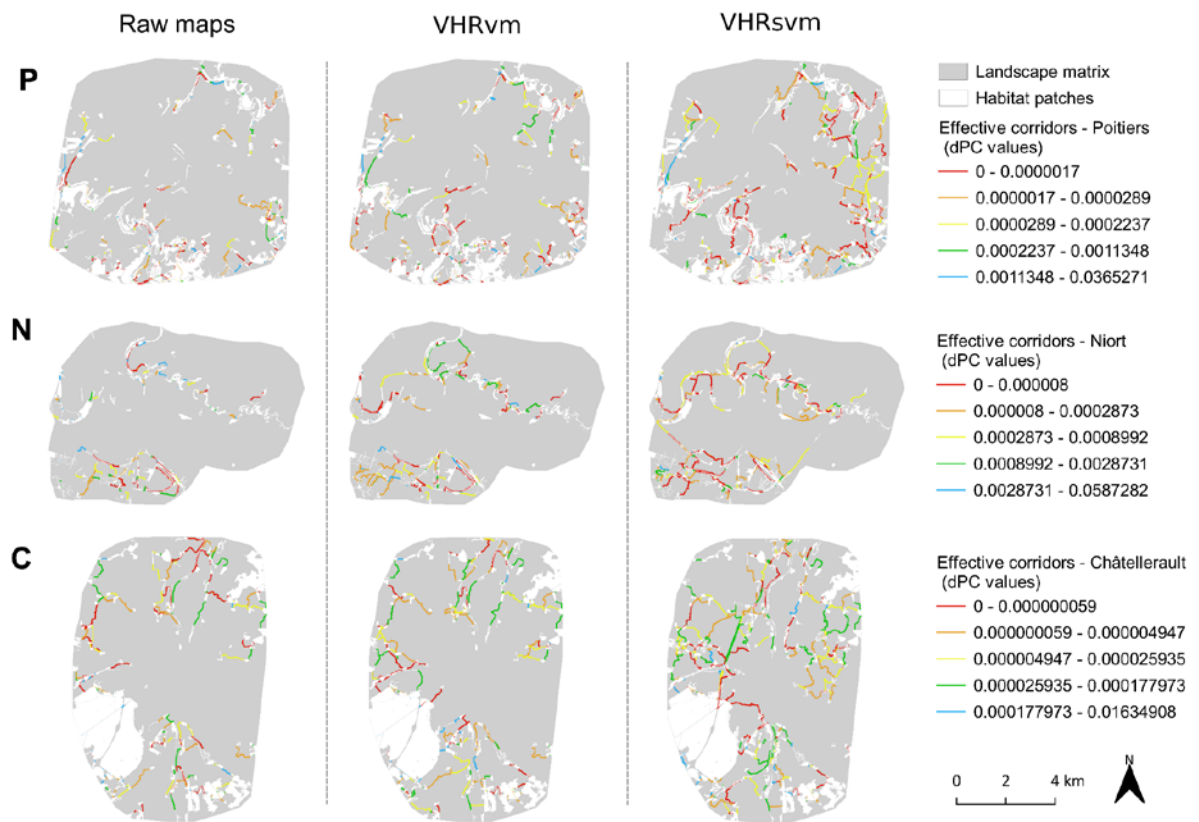 Raw maps
VHRvm
VHRsvm
P
Landscape matrix
Habitat patches
Effective corridors - Poitiers
(dPC values)
0 - 0.0000017
0.0000017 - 0.0000289
0.0000289 - 0.0002237
0.0002237 - 0.0011348
0.0011348 - 0.0365271
N
Effective corridors - Niort
(dPC values)
0 - 0.000008
0.000008 - 0.0002873
0.0002873 - 0.0008992
0.0008992 - 0.0028731
0.0028731 - 0.0587282
C
Effective corridors - Châtellerault
(dPC values)
0 - 0.000000059
0.000000059 - 0.000004947
0.000004947 - 0.000025935
0.000025935 - 0.000177973
0.000177973 - 0.01634908
N
0 2 4 km